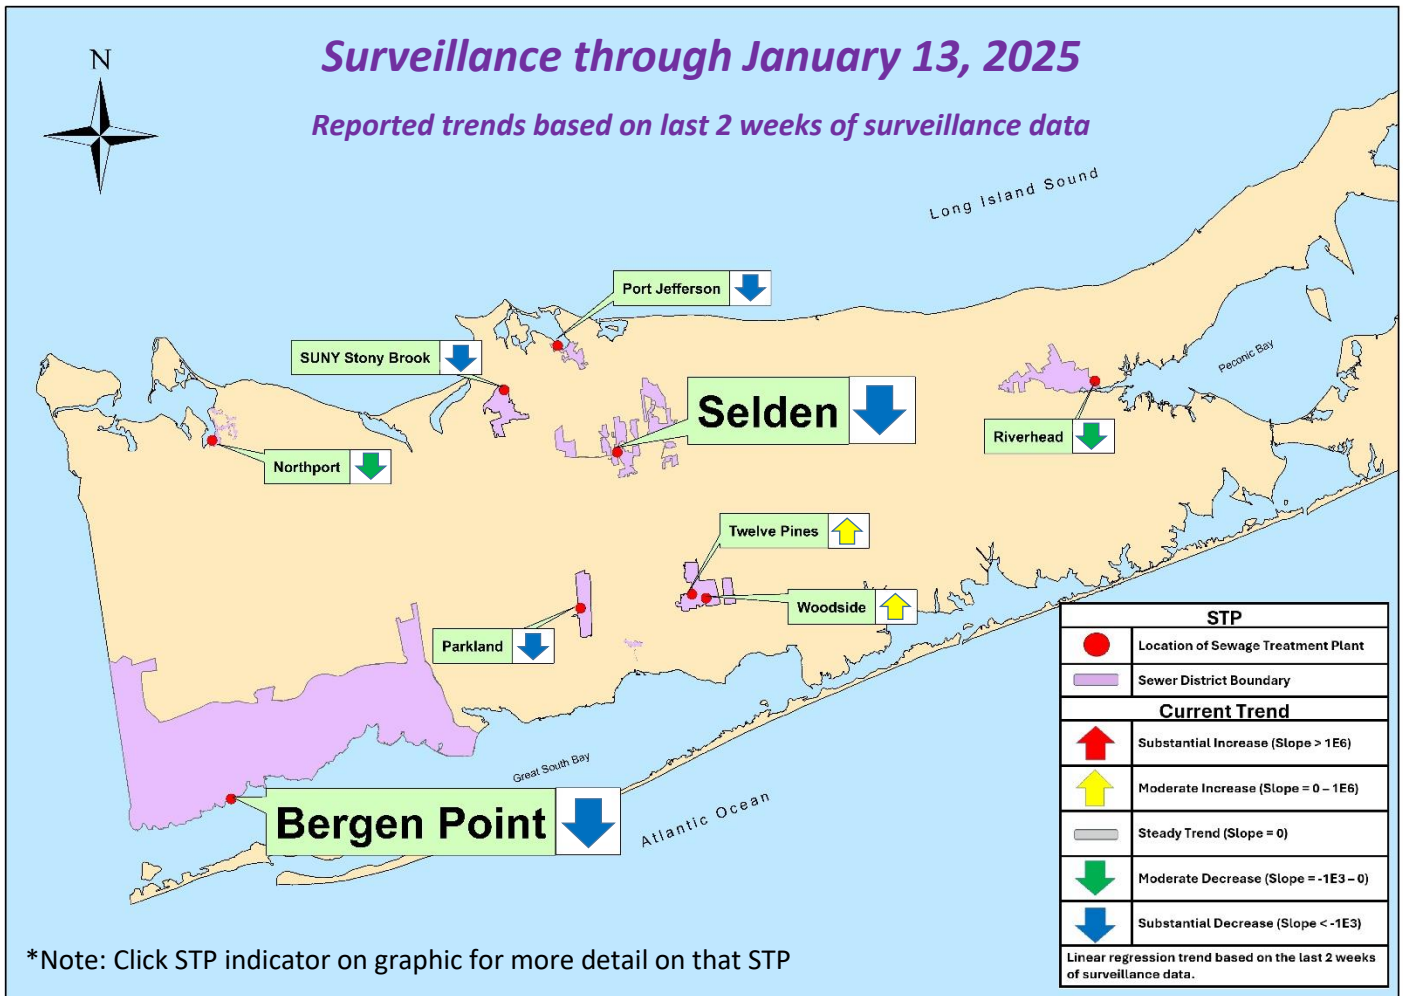 Surveillance through January 13, 2025
Reported trends based on last 2 weeks of surveillance data
N
Long Island Sound
Port Jefferson
SUNY Stony Brook
Peconic Bay
Selden
Riverhead
Northport
Twelve Pines
Woodside
Parkland
Great South Bay
Atlantic Ocean
Bergen Point
STP
Location of Sewage Treatment Plant
Sewer District Boundary
Current Trend
Substantial Increase (Slope > 1E6)
Moderate Increase (Slope = 0 – 1E6)
Steady Trend (Slope = 0)
Moderate Decrease (Slope = -1E3 – 0)
Substantial Decrease (Slope < -1E3)
Linear regression trend based on the last 2 weeks
of surveillance data.
*Note: Click STP indicator on graphic for more detail on that STP